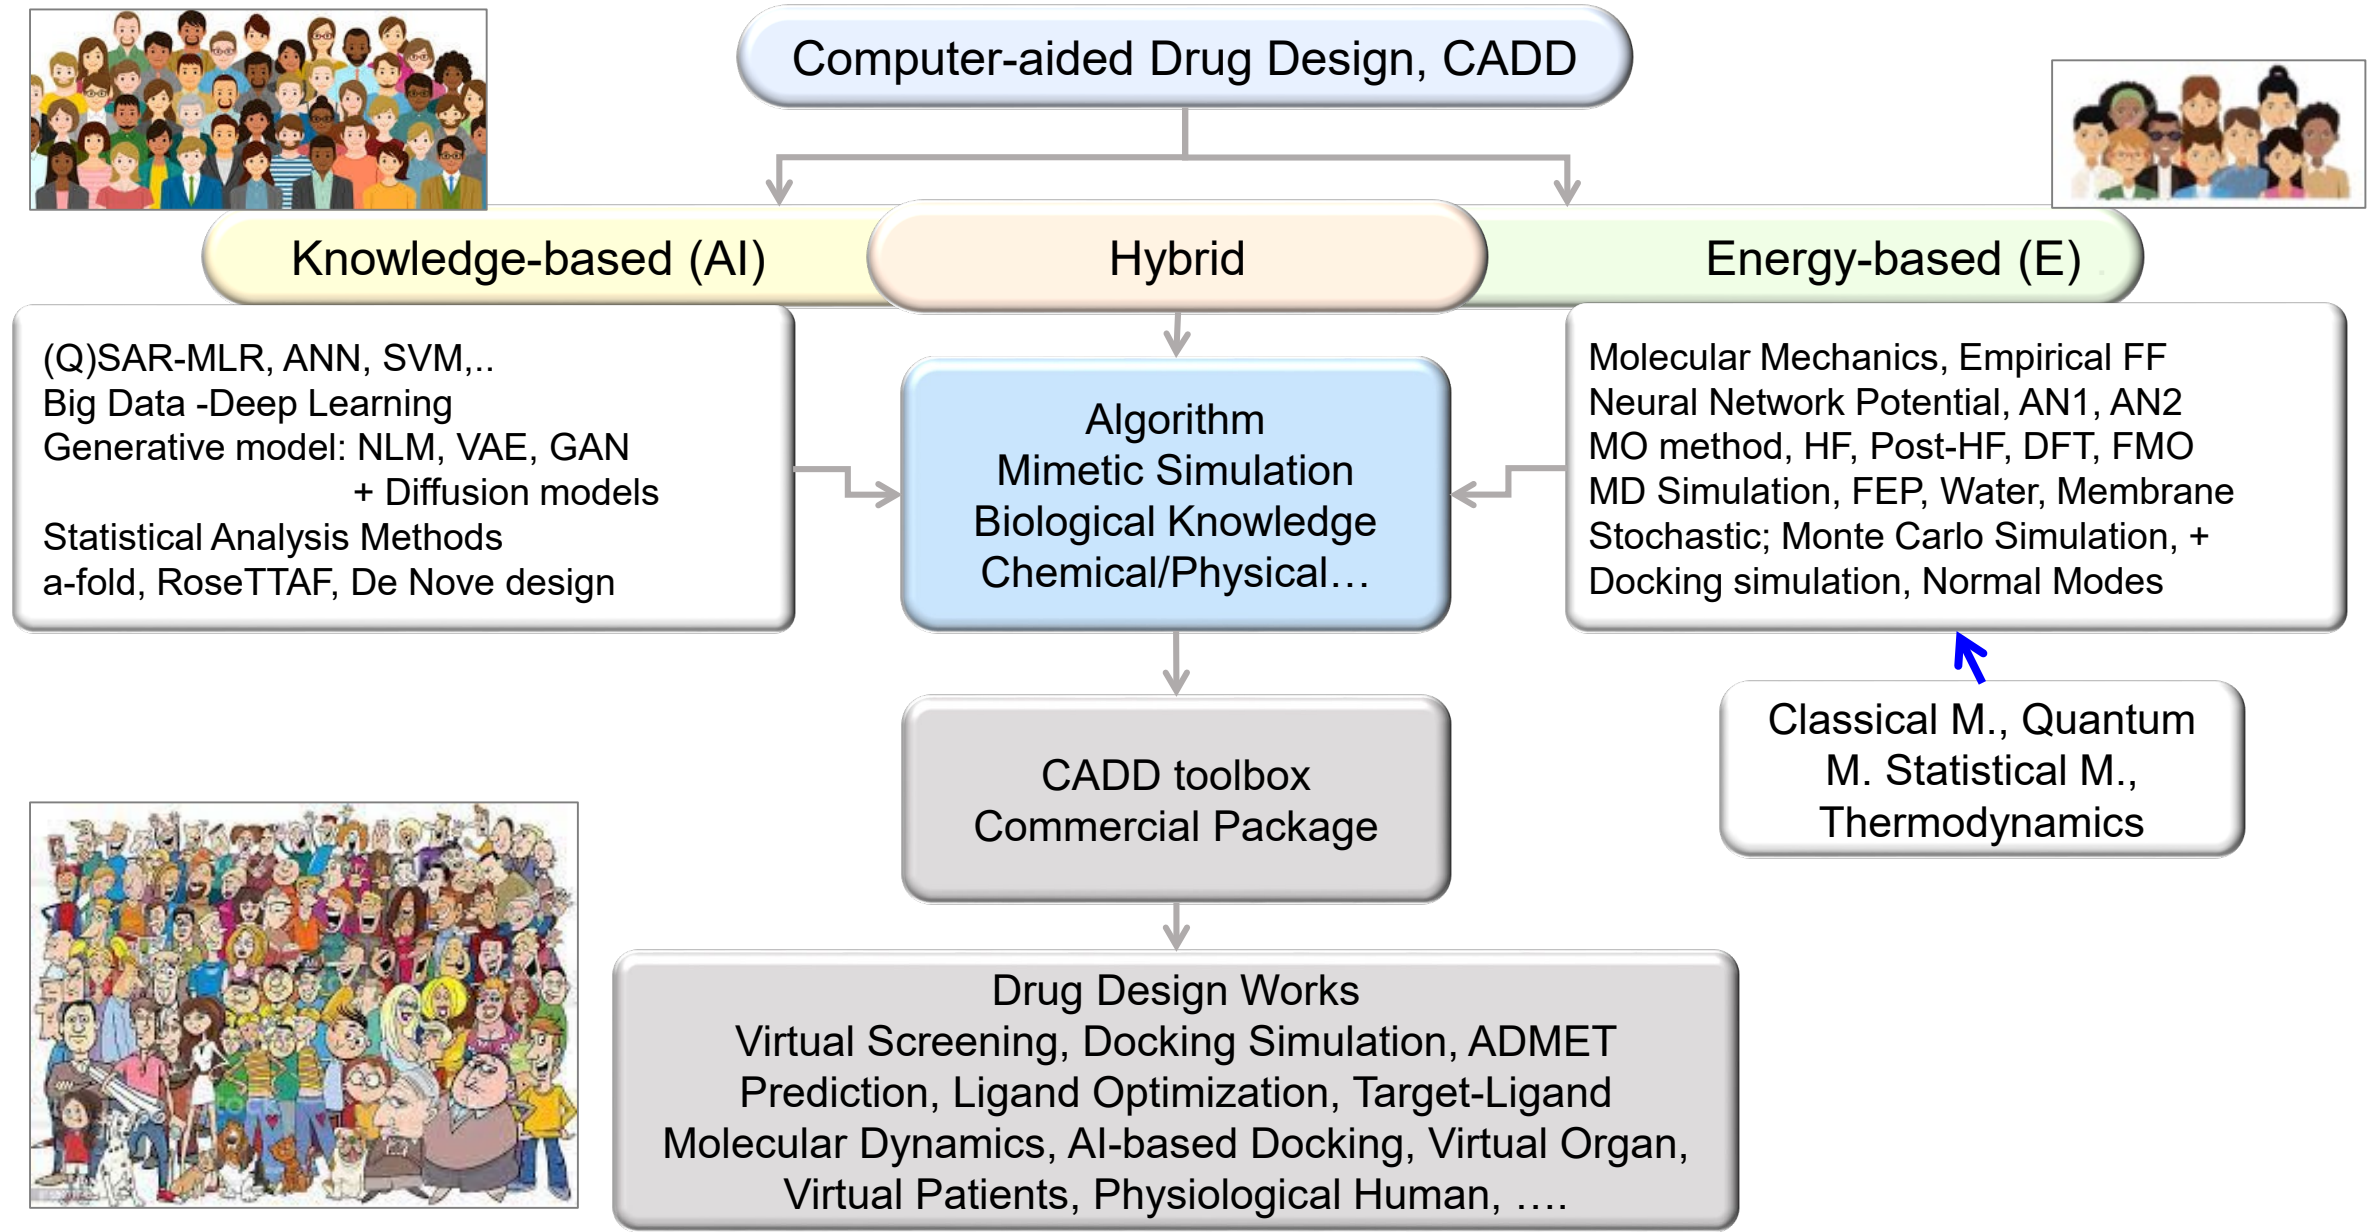 Computer-aided Drug Design, CADD
Knowledge-based (AI)
Hybrid
Energy-based (E)
(Q)SAR-MLR, ANN, SVM,..
Big Data -Deep Learning
Generative model: NLM, VAE, GAN
+ Diffusion models
Statistical Analysis Methods
a-fold, RoseTTAF, De Nove design
Algorithm
Mimetic Simulation
Biological Knowledge
Chemical/Physical…
Molecular Mechanics, Empirical FF
Neural Network Potential, AN1, AN2
MO method, HF, Post-HF, DFT, FMO
MD Simulation, FEP, Water, Membrane
Stochastic; Monte Carlo Simulation, +
Docking simulation, Normal Modes
Classical M., Quantum
M. Statistical M.,
Thermodynamics
CADD toolbox
Commercial Package
Drug Design Works
Virtual Screening, Docking Simulation, ADMET
Prediction, Ligand Optimization, Target-Ligand
Molecular Dynamics, AI-based Docking, Virtual Organ,
Virtual Patients, Physiological Human, ….